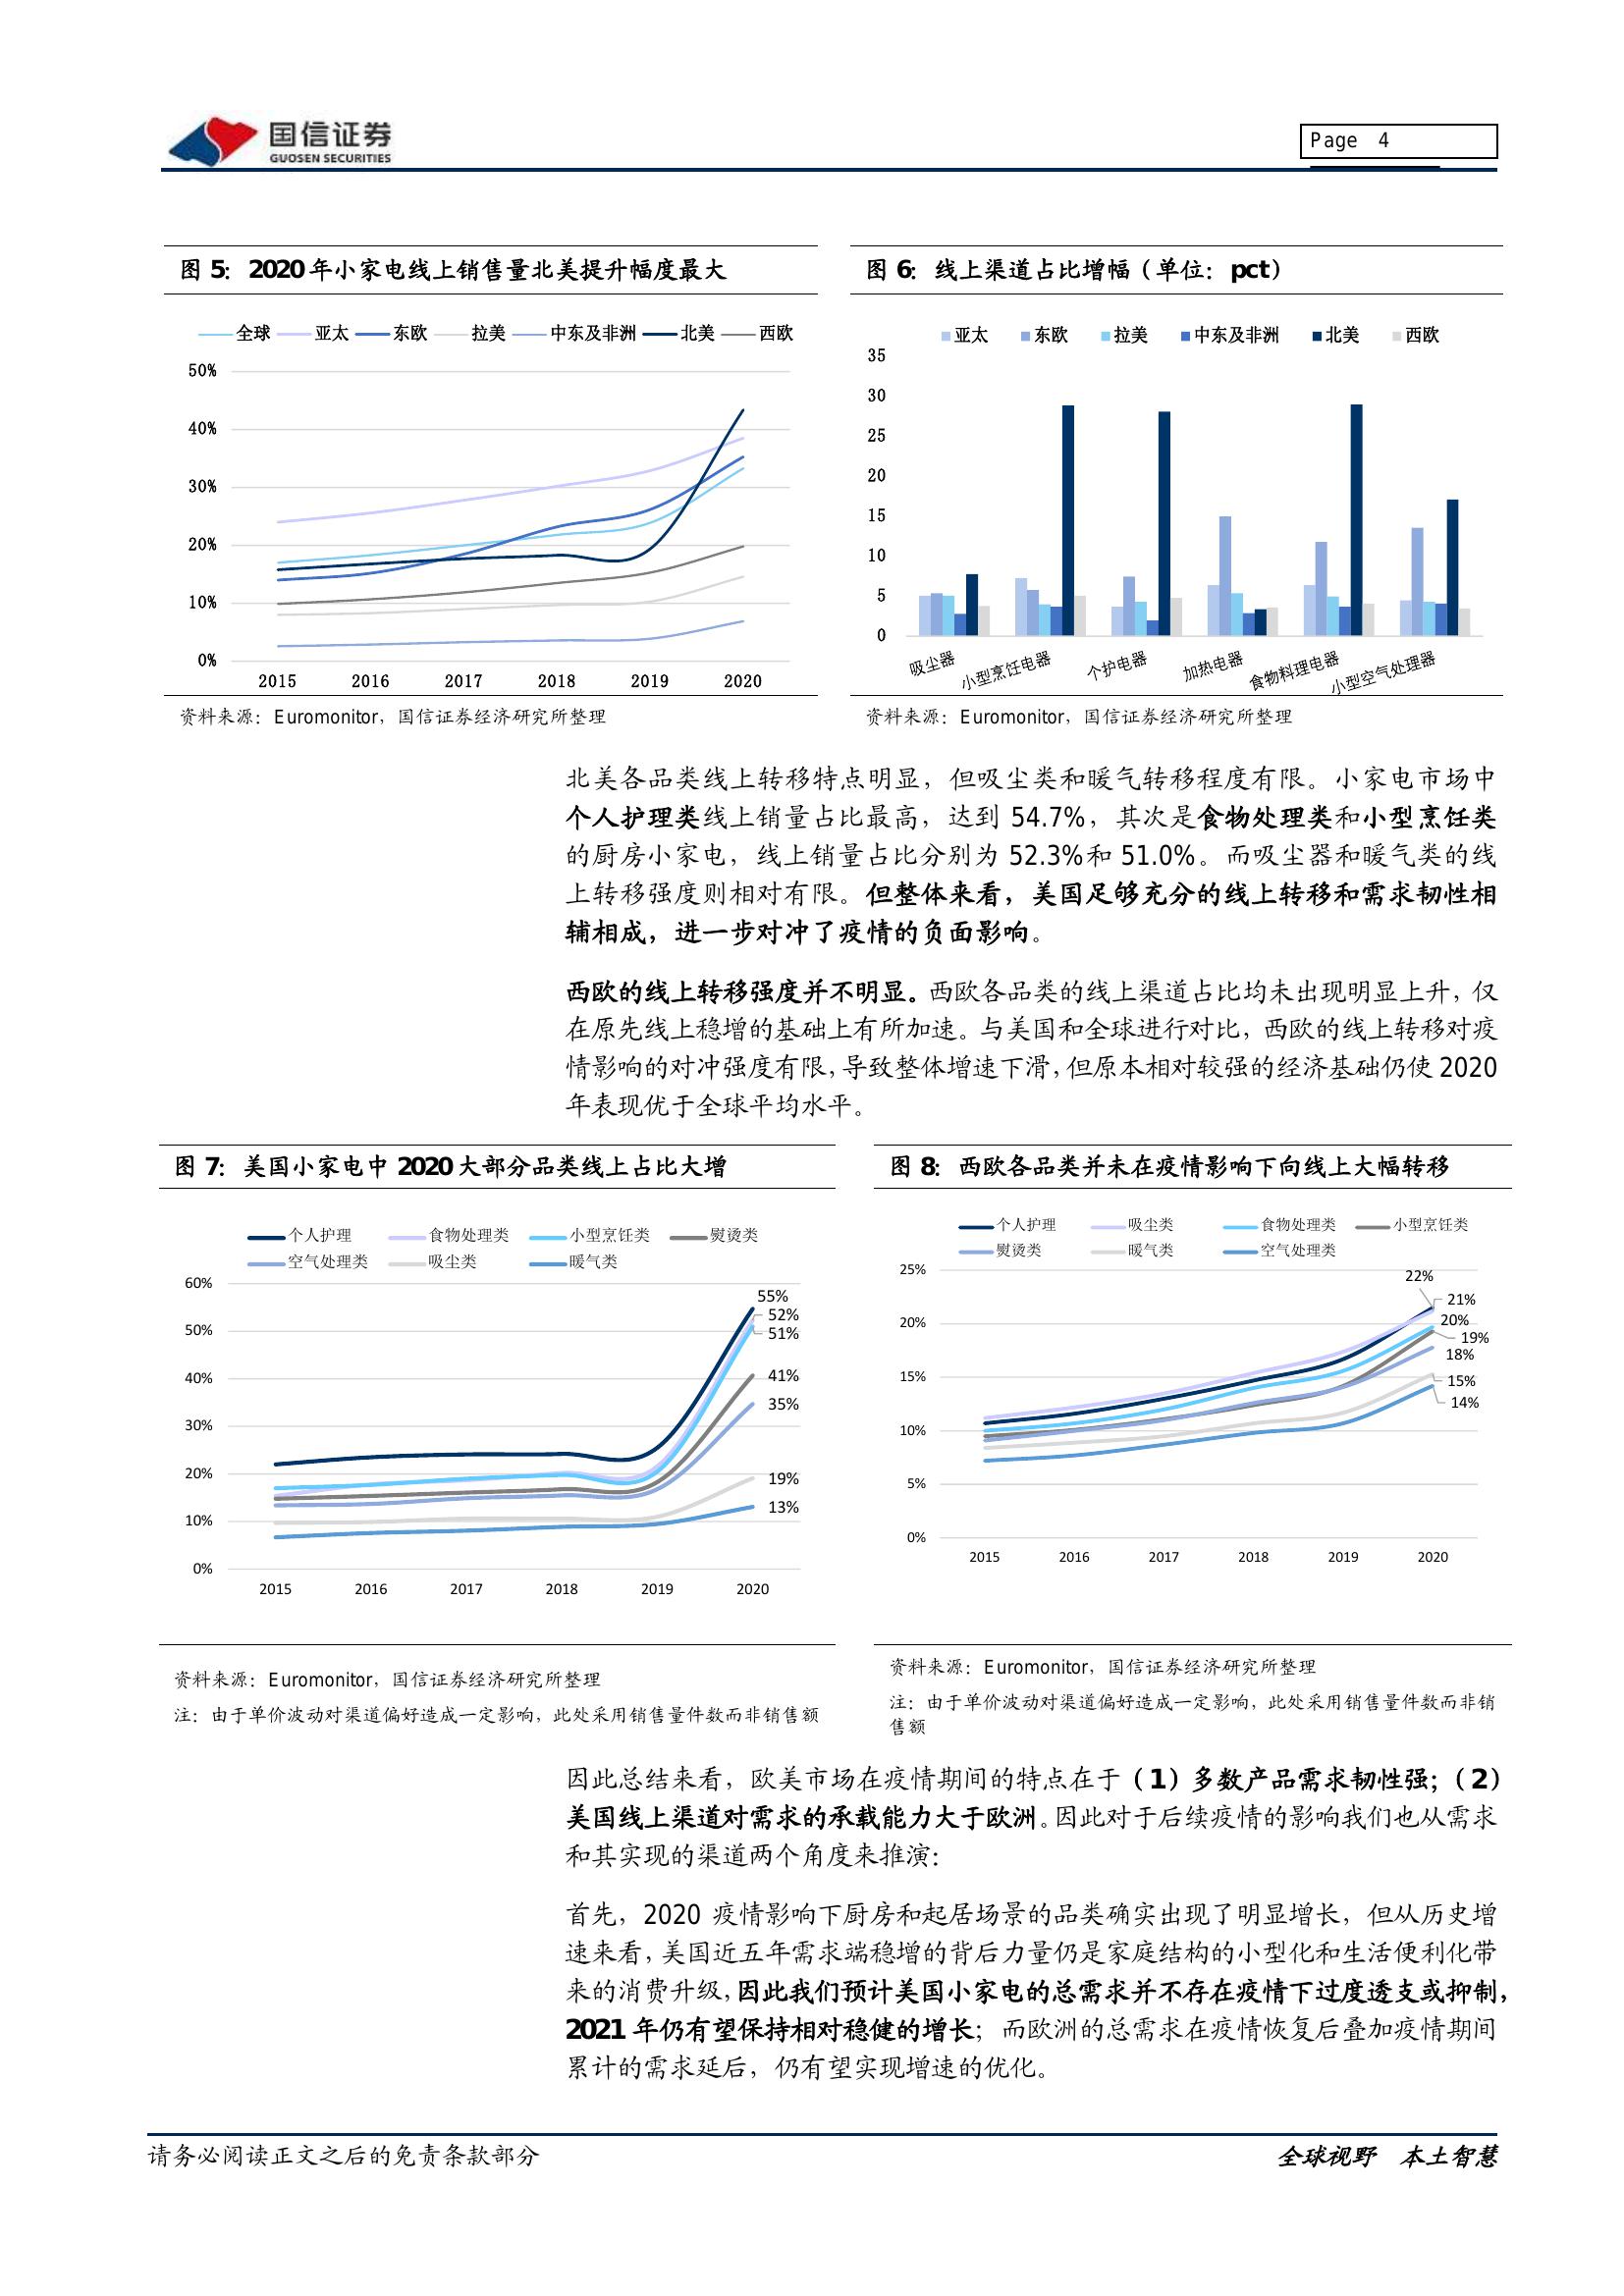 国信证券
GUOSEN SECURITIES
Page 4
图 5：2020 年小家电线上销售量北美提升幅度最大
全球 亚太 东欧 拉美 中东及非洲 北美 西欧
50%
40%
30%
20%
10%
0%
2015 2016 2017 2018 2019 2020
资料来源：Euromonitor，国信证券经济研究所整理
图 6：线上渠道占比增幅（单位：pct）
亚太 东欧 拉美 中东及非洲 北美 西欧
35
30
25
20
15
10
5
0
吸尘器 小型烹饪电器 个护电器 加热电器 食物料理电器 小型空气处理器
资料来源：Euromonitor，国信证券经济研究所整理
北美各品类线上转移特点明显，但吸尘类和暖气转移程度有限。小家电市场中
个人护理类线上销量占比最高，达到 54.7%，其次是食物处理类和小型烹饪类
的厨房小家电，线上销量占比分别为 52.3%和 51.0%。而吸尘器和暖气类的线
上转移强度则相对有限。但整体来看，美国足够充分的线上转移和需求韧性相
辅相成，进一步对冲了疫情的负面影响。
西欧的线上转移强度并不明显。西欧各品类的线上渠道占比均未出现明显上升，仅
在原先线上稳增的基础上有所加速。与美国和全球进行对比，西欧的线上转移对疫
情影响的对冲强度有限，导致整体增速下滑，但原本相对较强的经济基础仍使 2020
年表现优于全球平均水平。
图 7：美国小家电中 2020 大部分品类线上占比大增
个人护理 食物处理类 小型烹饪类 熨烫类
空气处理类 吸尘类 暖气类
60%
50%
40%
30%
20%
10%
0%
55%
52%
51%
41%
35%
19%
13%
2015 2016 2017 2018 2019 2020
资料来源：Euromonitor，国信证券经济研究所整理
注：由于单价波动对渠道偏好造成一定影响，此处采用销售量件数而非销售额
图 8：西欧各品类并未在疫情影响下向线上大幅转移
个人护理 吸尘类 食物处理类 小型烹饪类
熨烫类 暖气类 空气处理类
25%
20%
15%
10%
5%
0%
22%
21%
20%
19%
18%
15%
14%
2015 2016 2017 2018 2019 2020
资料来源：Euromonitor，国信证券经济研究所整理
注：由于单价波动对渠道偏好造成一定影响，此处采用销售量件数而非销
售额
因此总结来看，欧美市场在疫情期间的特点在于（1）多数产品需求韧性强；（2）
美国线上渠道对需求的承载能力大于欧洲。因此对于后续疫情的影响我们也从需求
和其实现的渠道两个角度来推演：
首先，2020 疫情影响下厨房和起居场景的品类确实出现了明显增长，但从历史增
速来看，美国近五年需求端稳增的背后力量仍是家庭结构的小型化和生活便利化带
来的消费升级，因此我们预计美国小家电的总需求并不存在疫情下过度透支或抑制，
2021 年仍有望保持相对稳健的增长；而欧洲的总需求在疫情恢复后叠加疫情期间
累计的需求延后，仍有望实现增速的优化。
请务必阅读正文之后的免责条款部分
全球视野 本土智慧